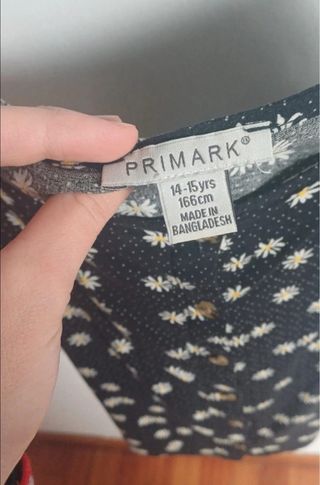 PRIMARK®
14-15yrs
166cm
MADE IN
BANGLADESH